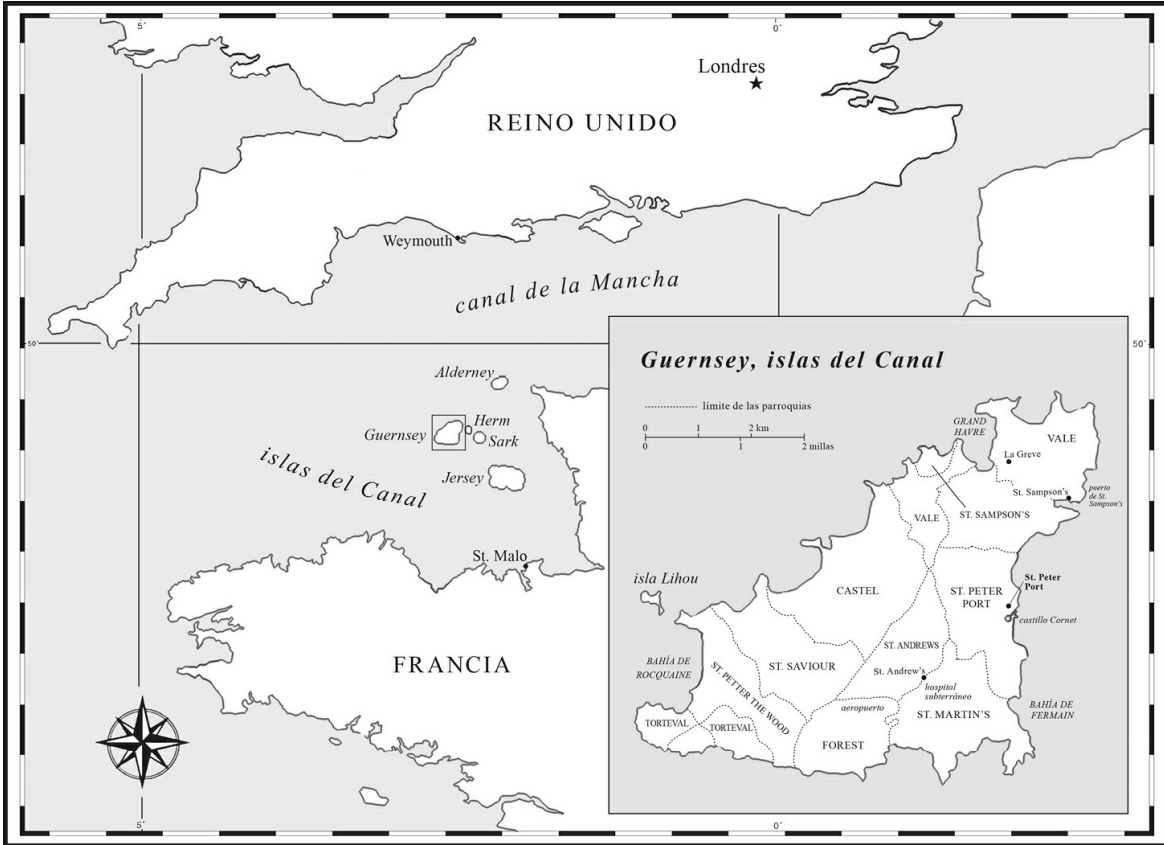 5°
0°
Londres
REINO UNIDO
Weymouth
canal de la Mancha
50°
50°
Alderney
Herm
Guernsey
Sark
islas del Canal
Jersey
St. Malo
FRANCIA
5°
0°
Guernsey, islas del Canal
límite de las parroquias
0 1 2 km
0 1 2 millas
GRAND
HAVRE
VALE
La Greve
St. Sampson's
puerto
de St.
Sampson's
VALE
ST. SAMPSON'S
isla Lihou
CASTEL
ST. PETER
PORT
St. Peter
Port
castillo Cornet
ST. ANDREWS
BAHÍA DE
ROCQUAINE
ST. SAVIOUR
St. Andrew's
hospital
subterráneo
ST. PETTER THE WOOD
aeropuerto
ST. MARTIN'S
BAHÍA DE
FERMAIN
TORTEVAL
TORTEVAL
FOREST